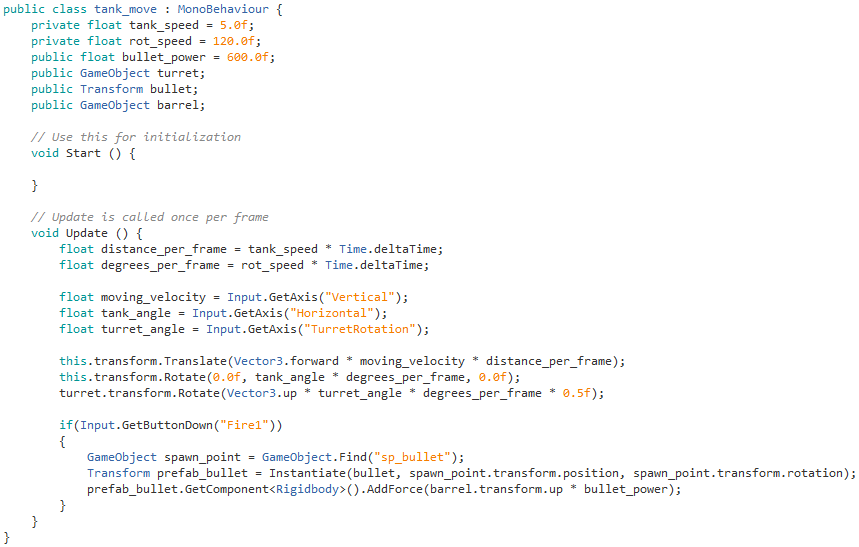 public class tank_move : MonoBehaviour {
    private float tank_speed = 5.0f;
    private float rot_speed = 120.0f;
    public float bullet_power = 600.0f;
    public GameObject turret;
    public Transform bullet;
    public GameObject barrel;

    // Use this for initialization
    void Start () {

    }

    // Update is called once per frame
    void Update () {
        float distance_per_frame = tank_speed * Time.deltaTime;
        float degrees_per_frame = rot_speed * Time.deltaTime;

        float moving_velocity = Input.GetAxis("Vertical");
        float tank_angle = Input.GetAxis("Horizontal");
        float turret_angle = Input.GetAxis("TurretRotation");

        this.transform.Translate(Vector3.forward * moving_velocity * distance_per_frame);
        this.transform.Rotate(0.0f, tank_angle * degrees_per_frame, 0.0f);
        turret.transform.Rotate(Vector3.up * turret_angle * degrees_per_frame * 0.5f);

        if(Input.GetButtonDown("Fire1"))
        {
            GameObject spawn_point = GameObject.Find("sp_bullet");
            Transform prefab_bullet = Instantiate(bullet, spawn_point.transform.position, spawn_point.transform.rotation);
            prefab_bullet.GetComponent<Rigidbody>().AddForce(barrel.transform.up * bullet_power);
        }
    }
}